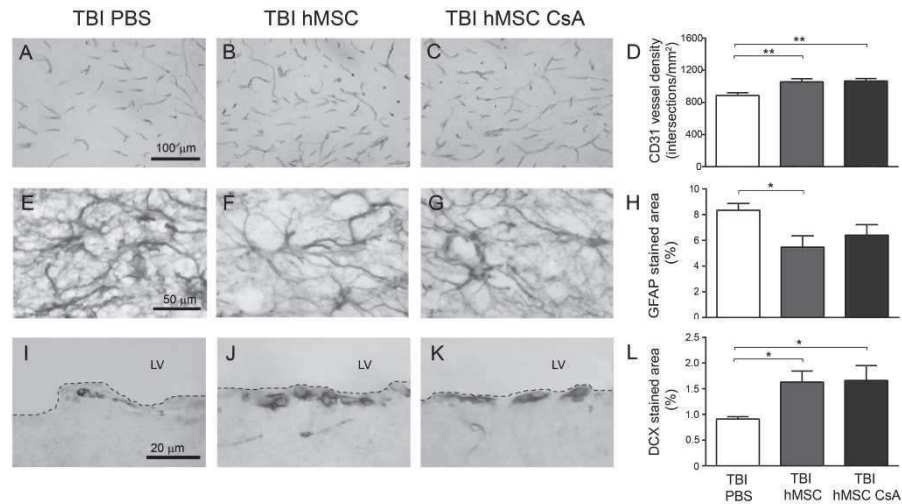 TBI PBS TBI hMSC TBI hMSC CsA
A B C D
100 µm
CD31 vessel density
(intersections/mm²)
1600
1200
800
400
0
**
**
E F G H
50 µm
GFAP stained area
(%)
10
8
6
4
2
0
*
I J K L
LV LV LV
20 µm
DCX stained area
(%)
2.5
2.0
1.5
1.0
0.5
0
*
*
TBI
PBS
TBI
hMSC
TBI
hMSC CsA